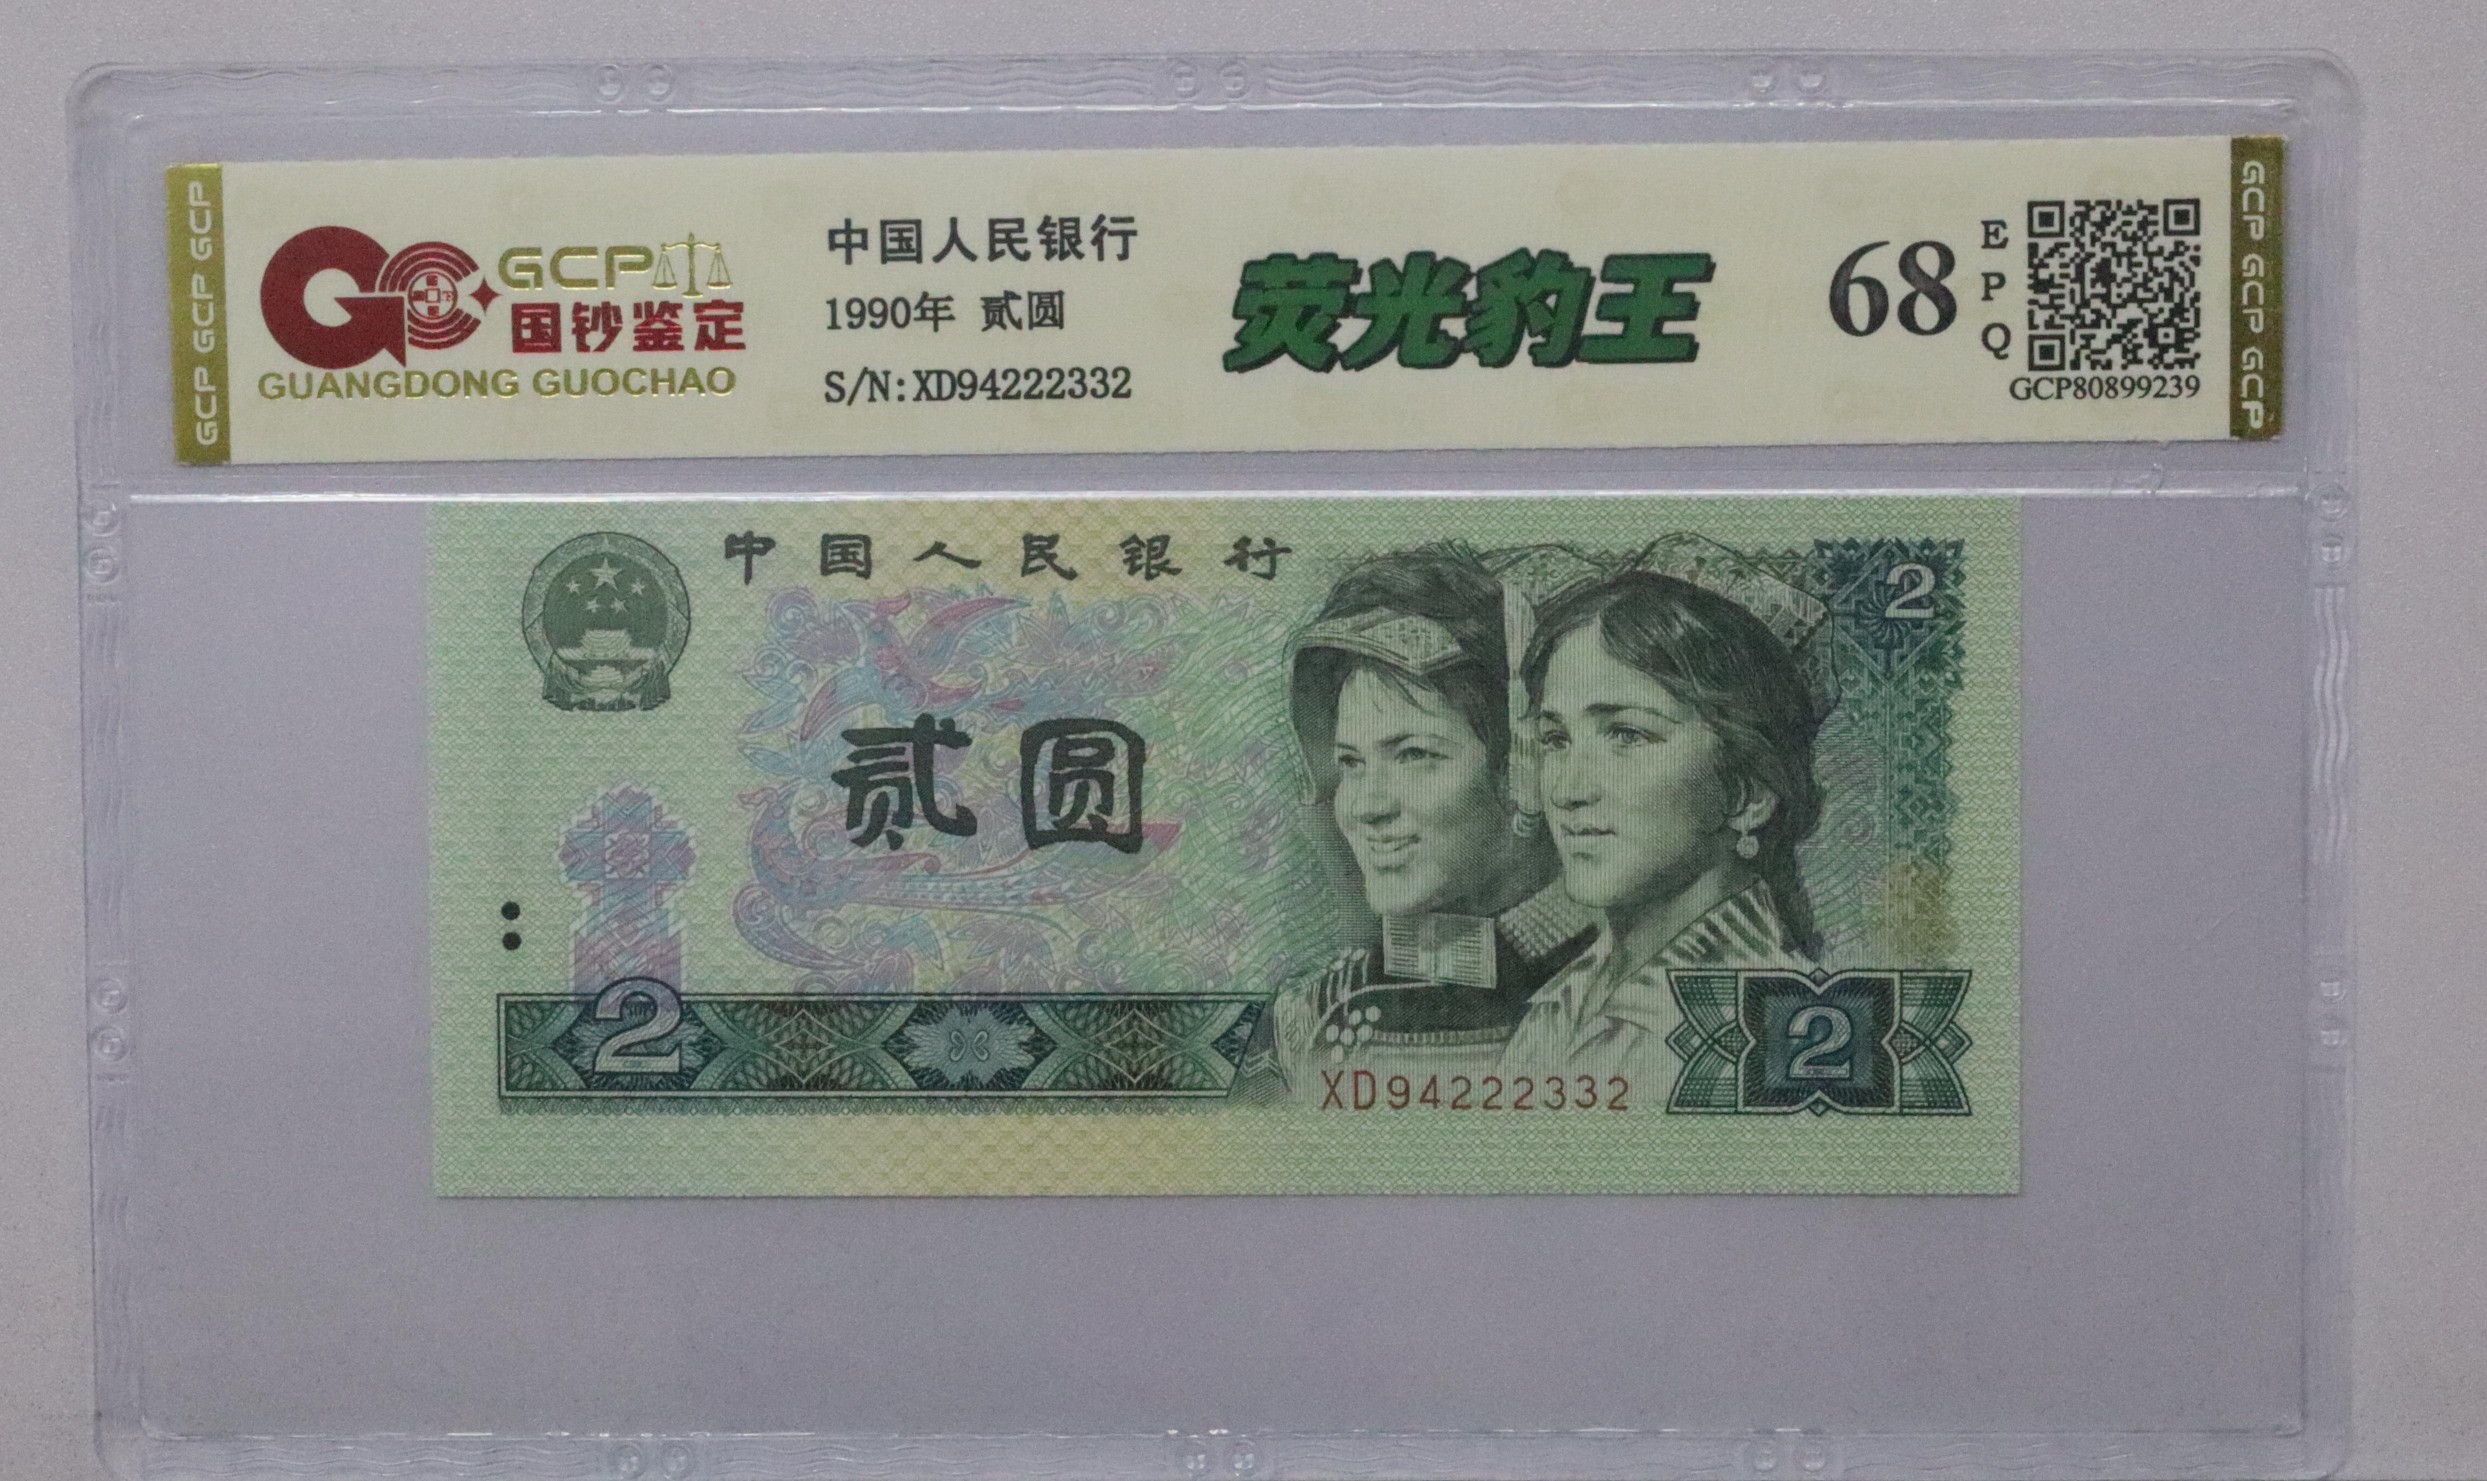 GCP GCP GCP
GCP
国钞鉴定
GUANGDONG GUOCHAO
中国人民银行
1990年 贰圆
S/N:XD94222332
荧光豹王
68
EPQ
GCP80899239
GCP GCP GCP
中国人民银行
2
贰圆
2
2
XD94222332